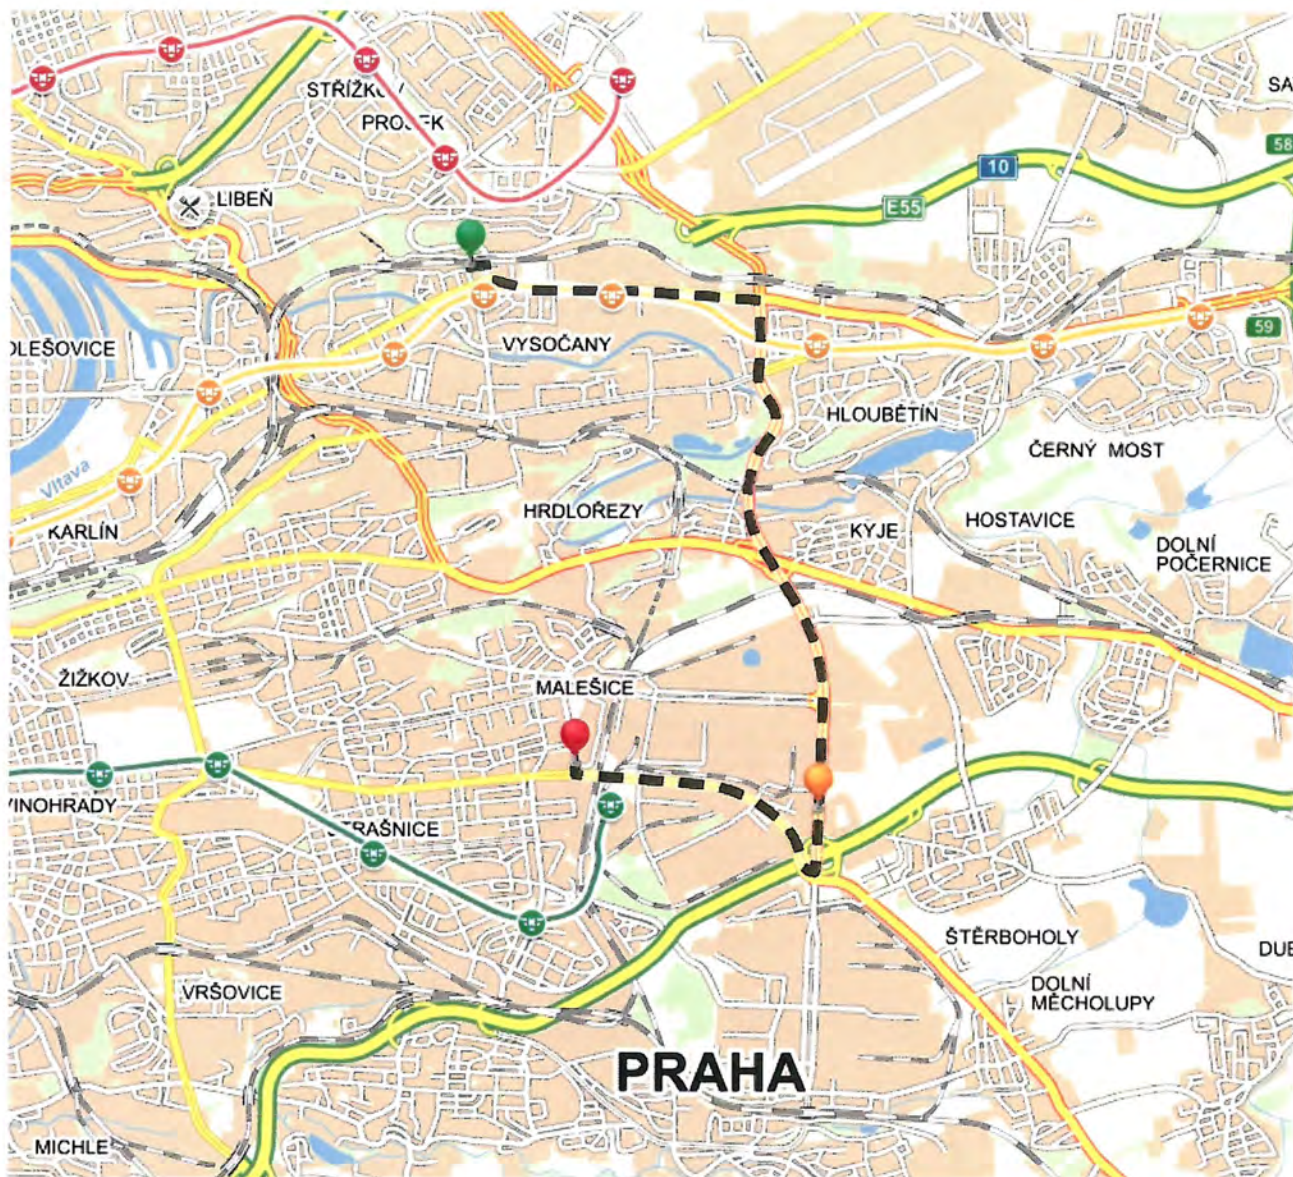 STŘÍŽKOV
PROSEK
SA
58
10
LIBEŇ
E55
59
OLEŠOVICE
VYSOČANY
HLOUBĚTÍN
ČERNÝ MOST
Vltava
HRDLOŘEZY
KARLÍN
KYJE
HOSTAVICE
DOLNÍ
POČERNICE
ŽIŽKOV
MALEŠICE
VINOHRADY
STRAŠNICE
ŠTĚRBOHOLY
DUB
VRŠOVICE
DOLNÍ
MĚCHOLUPY
PRAHA
MICHLE